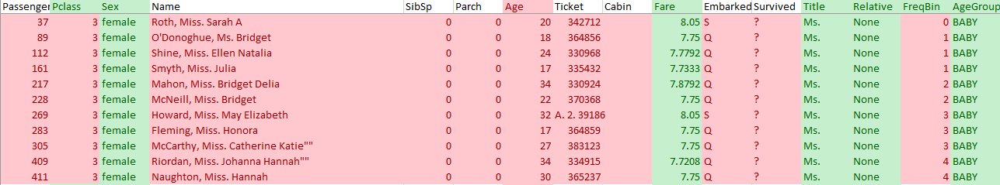 Passenger Pclass Sex Name SibSp Parch Age Ticket Cabin Fare Embarked Survived Title Relative FreqBin AgeGroup
37 3 female Roth, Miss. Sarah A 0 0 20 342712 8.05 S ? Ms. None 0 BABY
89 3 female O'Donoghue, Ms. Bridget 0 0 18 364856 7.75 Q ? Ms. None 1 BABY
112 3 female Shine, Miss. Ellen Natalia 0 0 24 330968 7.7792 Q ? Ms. None 1 BABY
161 3 female Smyth, Miss. Julia 0 0 17 335432 7.7333 Q ? Ms. None 1 BABY
217 3 female Mahon, Miss. Bridget Delia 0 0 34 330924 7.8792 Q ? Ms. None 2 BABY
228 3 female McNeill, Miss. Bridget 0 0 22 370368 7.75 Q ? Ms. None 2 BABY
269 3 female Howard, Miss. May Elizabeth 0 0 32 A. 2. 39186 8.05 S ? Ms. None 3 BABY
283 3 female Fleming, Miss. Honora 0 0 17 364859 7.75 Q ? Ms. None 3 BABY
305 3 female McCarthy, Miss. Catherine Katie"" 0 0 27 383123 7.75 Q ? Ms. None 3 BABY
409 3 female Riordan, Miss. Johanna Hannah"" 0 0 34 334915 7.7208 Q ? Ms. None 4 BABY
411 3 female Naughton, Miss. Hannah 0 0 30 365237 7.75 Q ? Ms. None 4 BABY